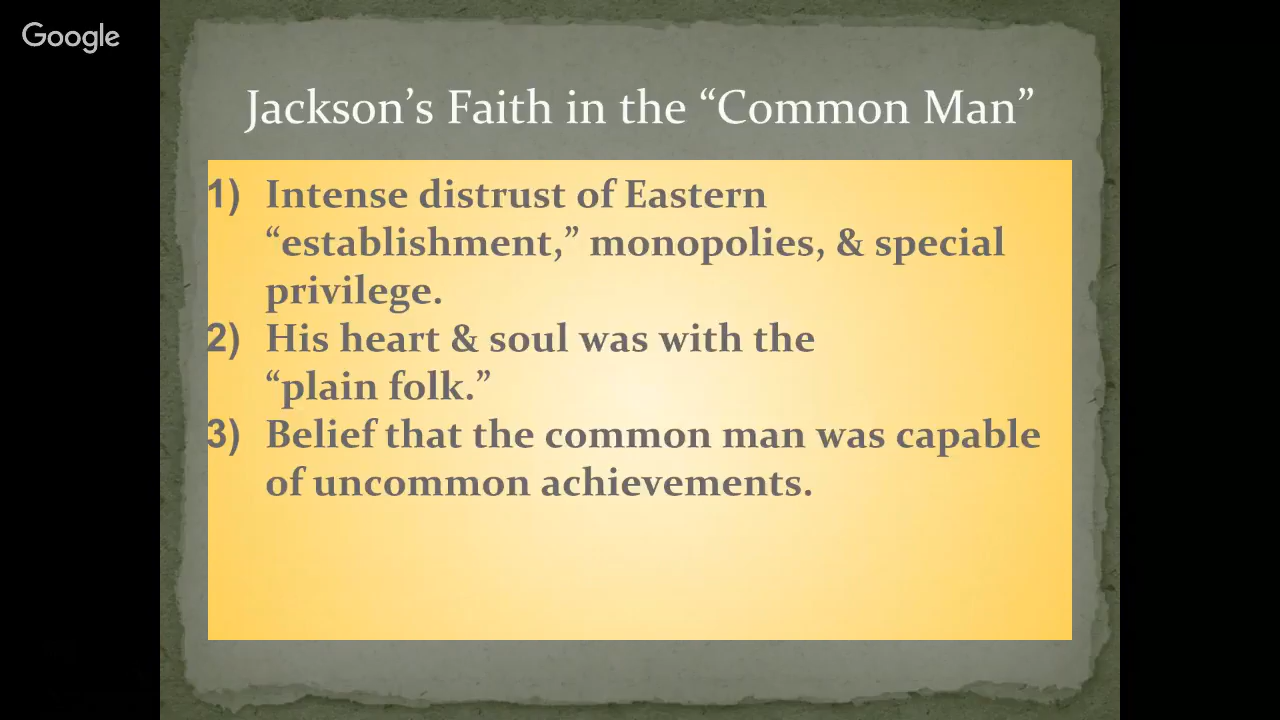 Google
Jackson’s Faith in the “Common Man”
1) Intense distrust of Eastern
“establishment,” monopolies, & special
privilege.
2) His heart & soul was with the
“plain folk.”
3) Belief that the common man was capable
of uncommon achievements.